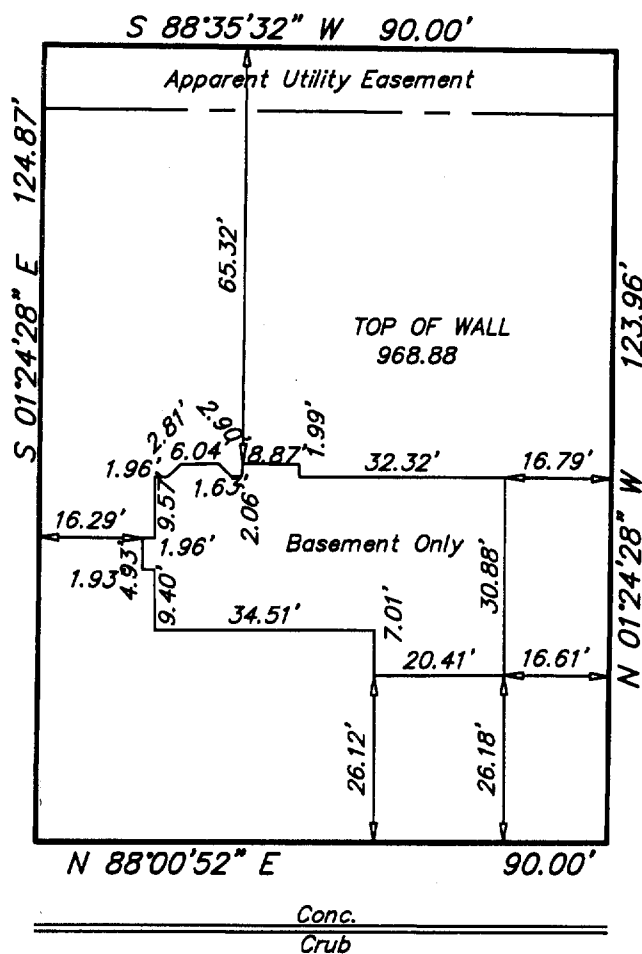 S 88°35'32" W 90.00'
Apparent Utility Easement
S 01°24'28" E 124.87'
65.32'
123.96'
N 01°24'28" W
TOP OF WALL
968.88
2.81'
2.60'
1.99'
1.96'
6.04'
8.87'
32.32'
16.79'
9.57'
1.63'
2.06'
16.29'
1.96'
Basement Only
4.93'
1.93'
9.40'
30.88'
34.51'
7.01'
20.41'
16.61'
26.12'
26.18'
N 88°00'52" E 90.00'
Conc.
Crub